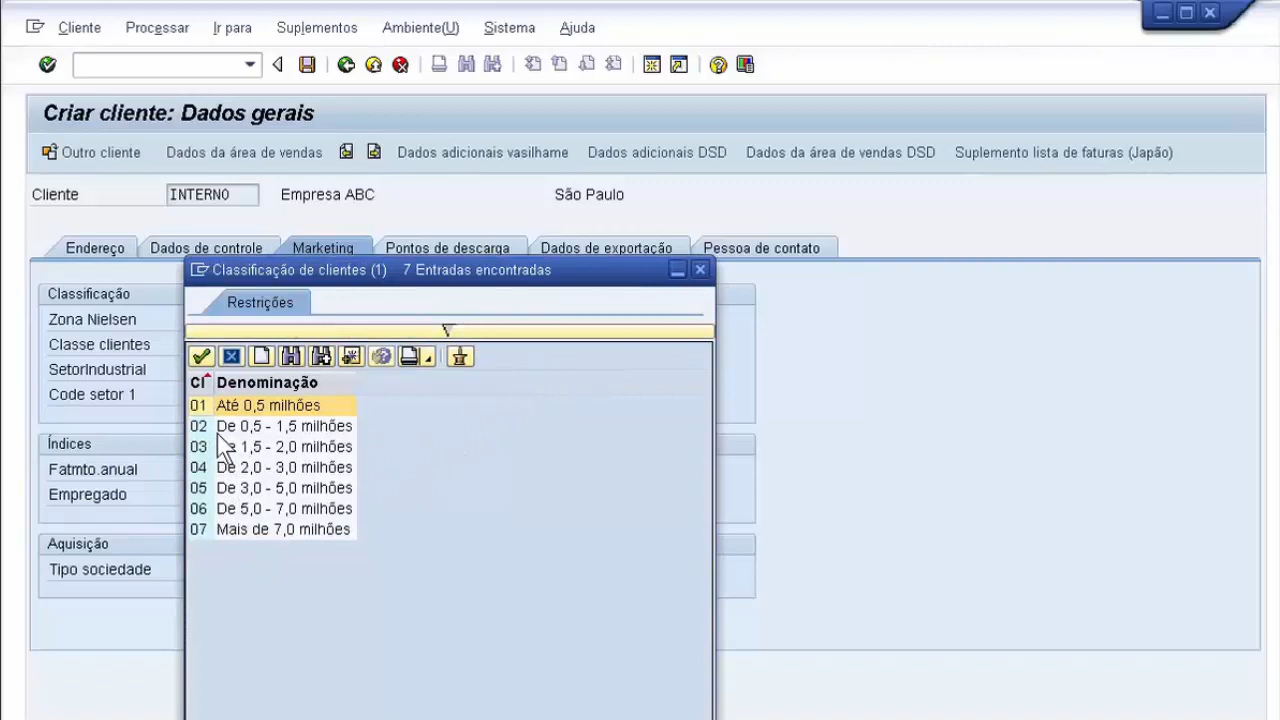 Cliente Processar Ir para Suplementos Ambiente(U) Sistema Ajuda
Criar cliente: Dados gerais
Outro cliente Dados da área de vendas Dados adicionais vasilhame Dados adicionais DSD Dados da área de vendas DSD Suplemento lista de faturas (Japão)
Cliente INTERNO Empresa ABC São Paulo
Endereço Dados de controle Marketing Pontos de descarga Dados de exportação Pessoa de contato
Classificação de clientes (1) 7 Entradas encontradas
Restrições
Classificação
Zona Nielsen
Classe clientes
SetorIndustrial
Code setor 1
Índices
Fatmto.anual
Empregado
Aquisição
Tipo sociedade
Cl Denominação
01 Até 0,5 milhões
02 De 0,5 - 1,5 milhões
03 De 1,5 - 2,0 milhões
04 De 2,0 - 3,0 milhões
05 De 3,0 - 5,0 milhões
06 De 5,0 - 7,0 milhões
07 Mais de 7,0 milhões